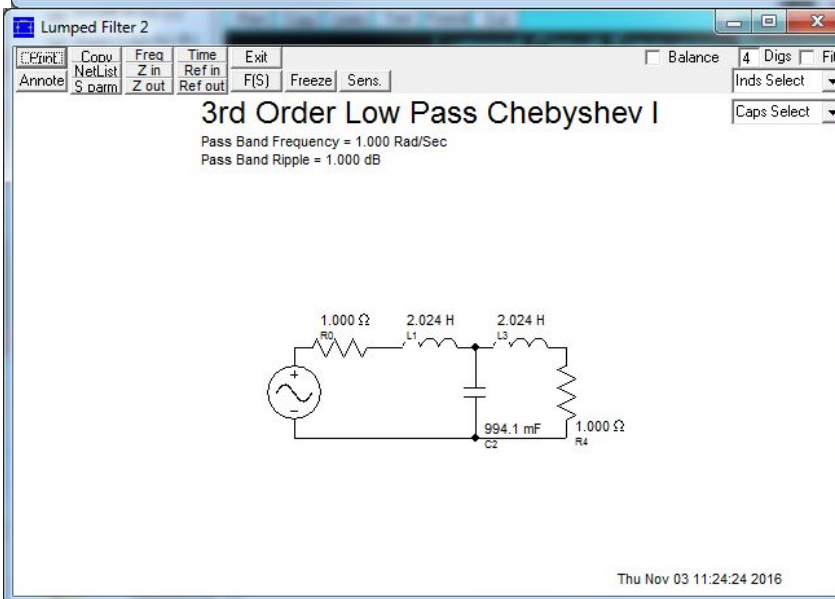 Lumped Filter 2
Print Copy Freq Time Exit Balance 4 Digs Fil
NetList Z in Ref in
Annote S parm Z out Ref out F(S) Freeze Sens. Inds Select
3rd Order Low Pass Chebyshev I Caps Select
Pass Band Frequency = 1.000 Rad/Sec
Pass Band Ripple = 1.000 dB
1.000 Ω 2.024 H 2.024 H
R0 L1 L3
994.1 mF 1.000 Ω
C2 R4
Thu Nov 03 11:24:24 2016